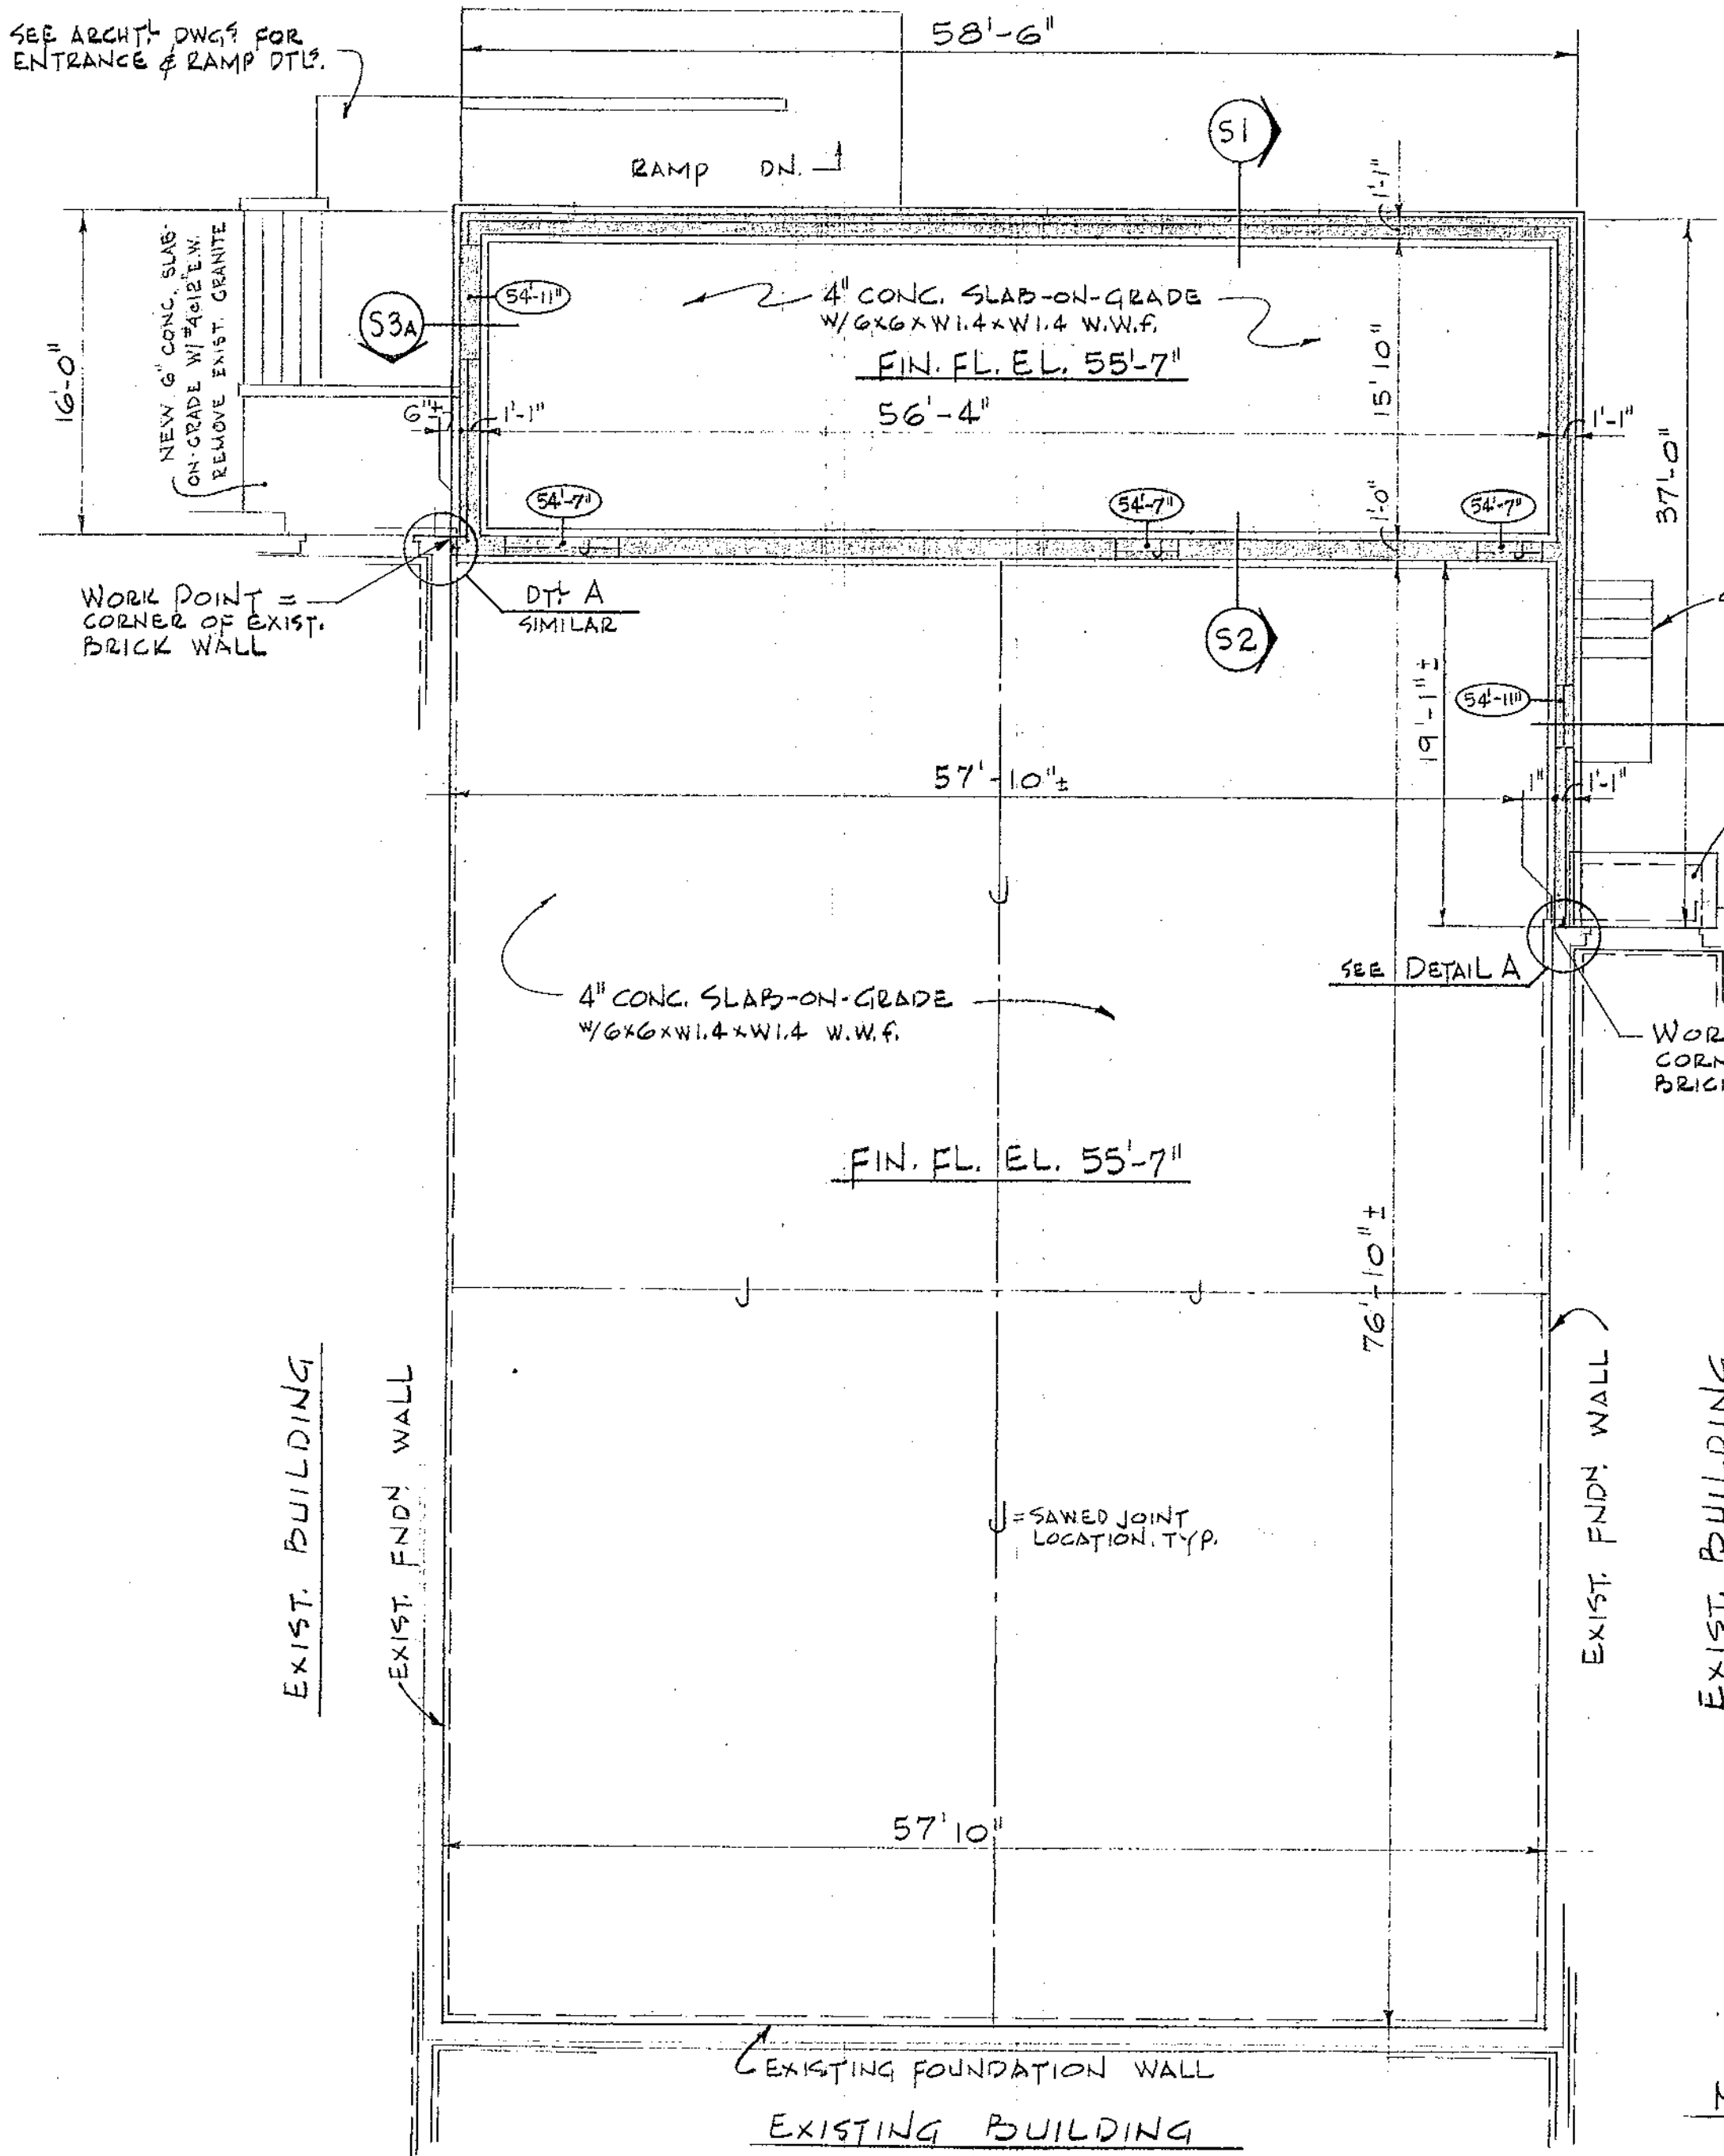 SEE ARCHT'L DWGS FOR
ENTRANCE & RAMP DTLS.
58'-6"
S1
RAMP DN.
1'-1"
16'-0"
NEW 6" CONC. SLAB-
ON-GRADE W/ #4@12" E.W.
REMOVE EXIST. GRANITE
S3A
54'-11"
4" CONC. SLAB-ON-GRADE
W/ 6x6xW1.4xW1.4 W.W.F.
FIN. FL. EL. 55'-7"
56'-4"
15'10"
6"±
1'-1"
1'-1"
37'-0"
54'-7"
54'-7"
54'-7"
1'-0"
J
J
J
WORK POINT =
CORNER OF EXIST.
BRICK WALL
DTL A
SIMILAR
S2
19'-1"±
54'-11"
57'-10"±
1"
1'-1"
J
SEE DETAIL A
4" CONC. SLAB-ON-GRADE
W/6x6xW1.4xW1.4 W.W.F.
BRICK
FIN. FL. EL. 55'-7"
76'-10"±
J
J
EXIST. BUILDING
EXIST. FNDN. WALL
EXIST. FNDN. WALL
EXIST. BUILDING
J = SAWED JOINT
LOCATION. TYP.
57'10"
EXISTING FOUNDATION WALL
EXISTING BUILDING